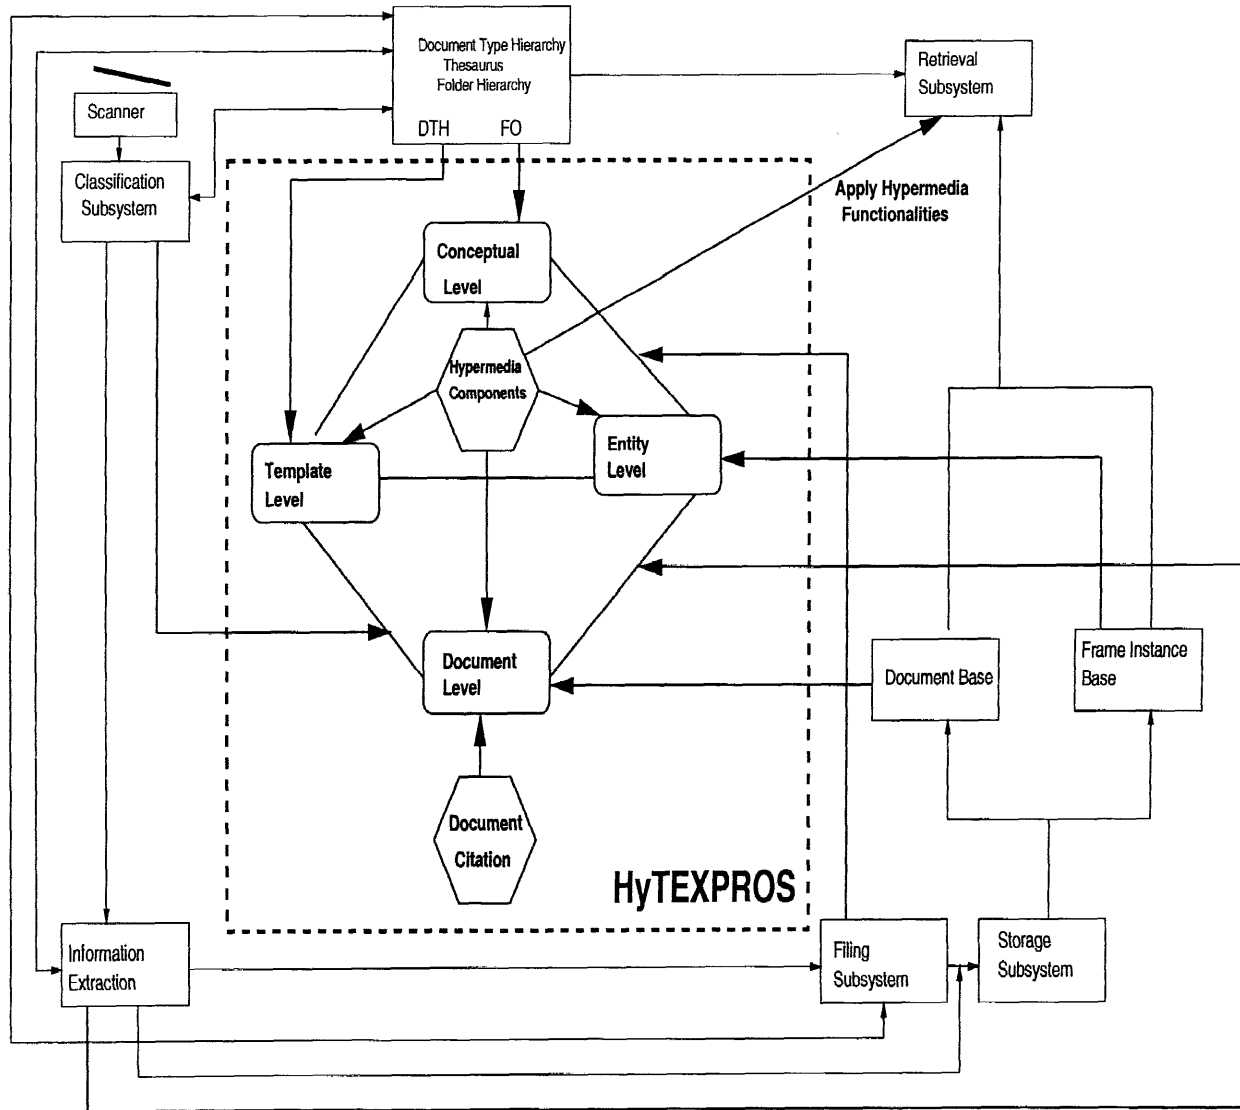 Document Type Hierarchy
Thesaurus
Folder Hierarchy
DTH FO
Retrieval
Subsystem
Scanner
Classification
Subsystem
Apply Hypermedia
Functionalities
Conceptual
Level
Hypermedia
Components
Template
Level
Entity
Level
Document
Level
Document Base
Frame Instance
Base
Document
Citation
HyTEXPROS
Information
Extraction
Filing
Subsystem
Storage
Subsystem